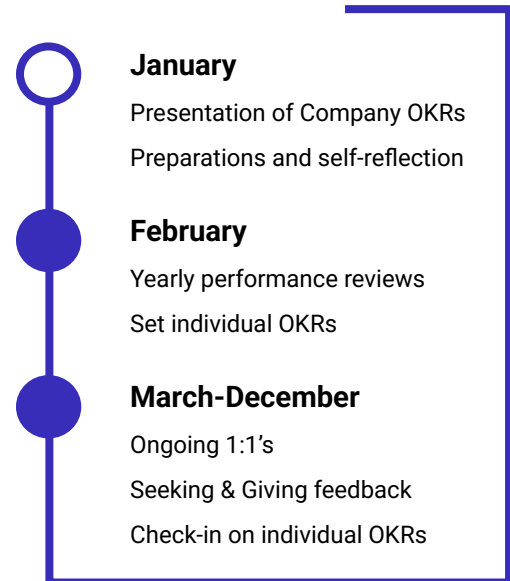 January
Presentation of Company OKRs
Preparations and self-reflection
February
Yearly performance reviews
Set individual OKRs
March-December
Ongoing 1:1’s
Seeking & Giving feedback
Check-in on individual OKRs